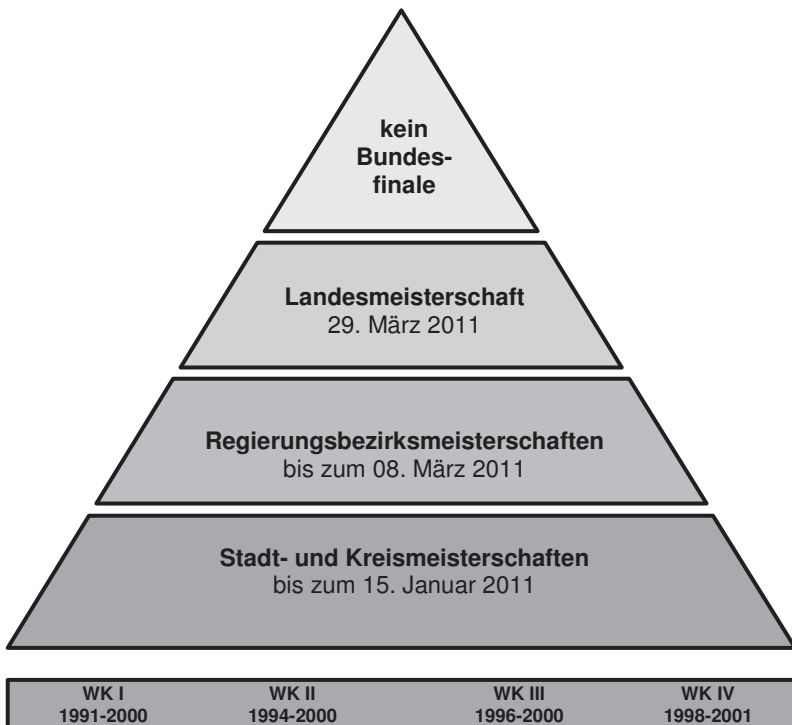 kein
Bundes-
finale
Landesmeisterschaft
29. März 2011
Regierungsbezirksmeisterschaften
bis zum 08. März 2011
Stadt- und Kreismeisterschaften
bis zum 15. Januar 2011
WK I WK II WK III WK IV
1991-2000 1994-2000 1996-2000 1998-2001